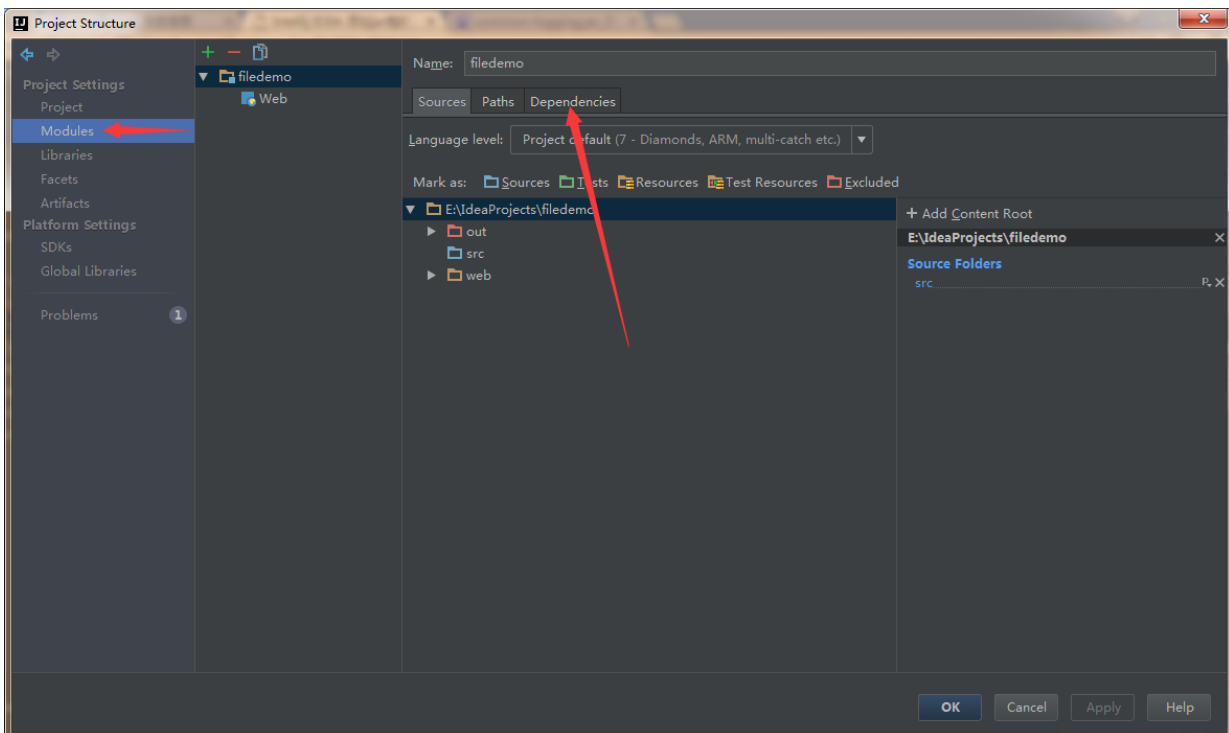 Project Structure
Project Settings
Project
Modules
Libraries
Facets
Artifacts
Platform Settings
SDKs
Global Libraries
Problems 1
filedemo
Web
Name: filedemo
Sources Paths Dependencies
Language level: Project default (7 - Diamonds, ARM, multi-catch etc.)
Mark as: Sources Tests Resources Test Resources Excluded
E:\IdeaProjects\filedemo
out
src
web
Add Content Root
E:\IdeaProjects\filedemo
Source Folders
src
OK Cancel Apply Help